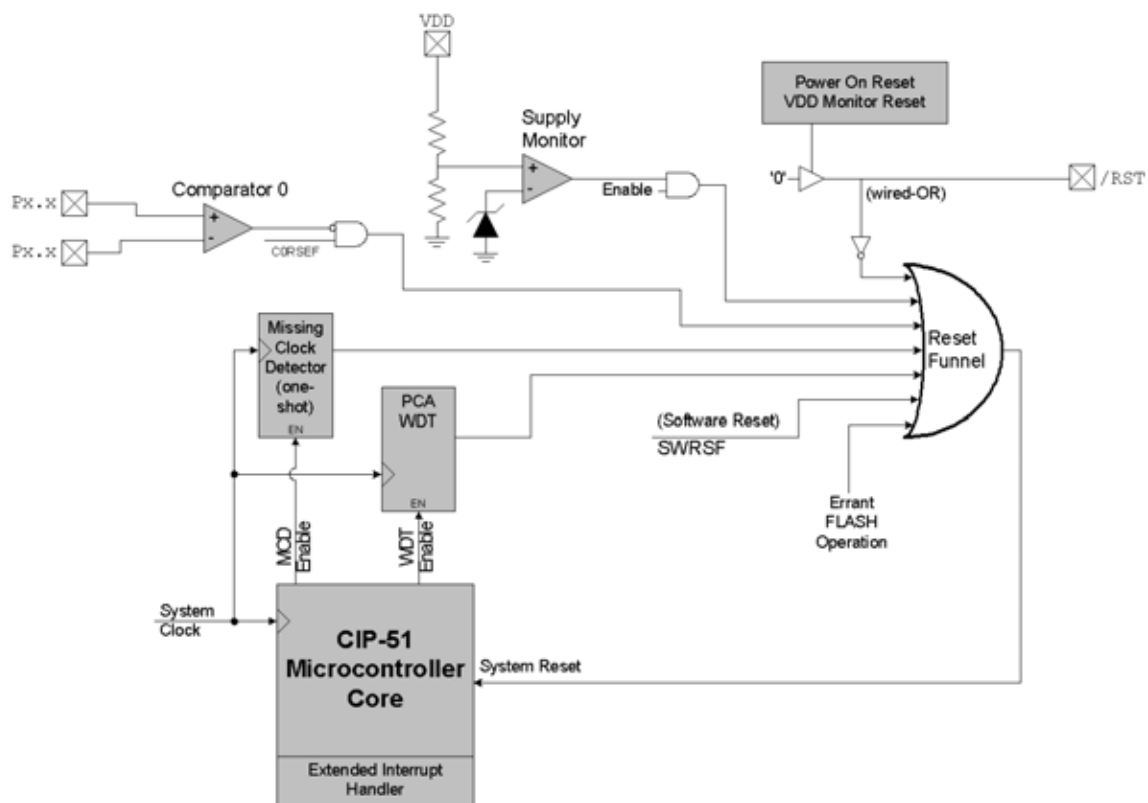 VDD
Power On Reset
VDD Monitor Reset
Supply
Monitor
+
-
Enable
'0'
(wired-OR)
/RST
Comparator 0
Px.x
+
Px.x
-
C0RSEF
Missing
Clock
Detector
(one-
shot)
EN
PCA
WDT
EN
Reset
Funnel
(Software Reset)
SWRSF
Errant
FLASH
Operation
MCD
Enable
WDT
Enable
System
Clock
CIP-51
Microcontroller
Core
System Reset
Extended Interrupt
Handler